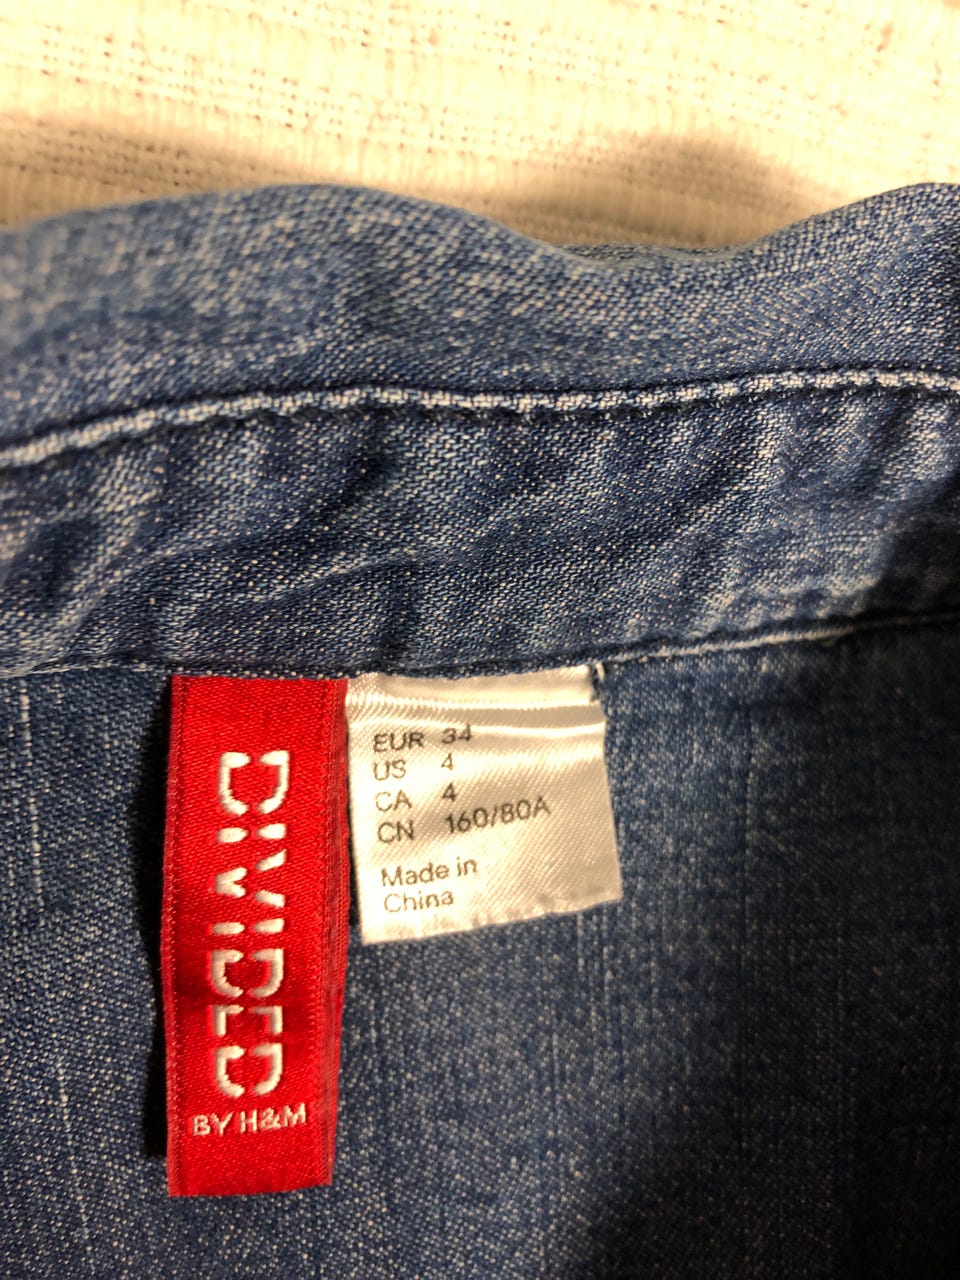 DIVIDED
BY H&M
EUR 34
US 4
CA 4
CN 160/80A
Made in
China